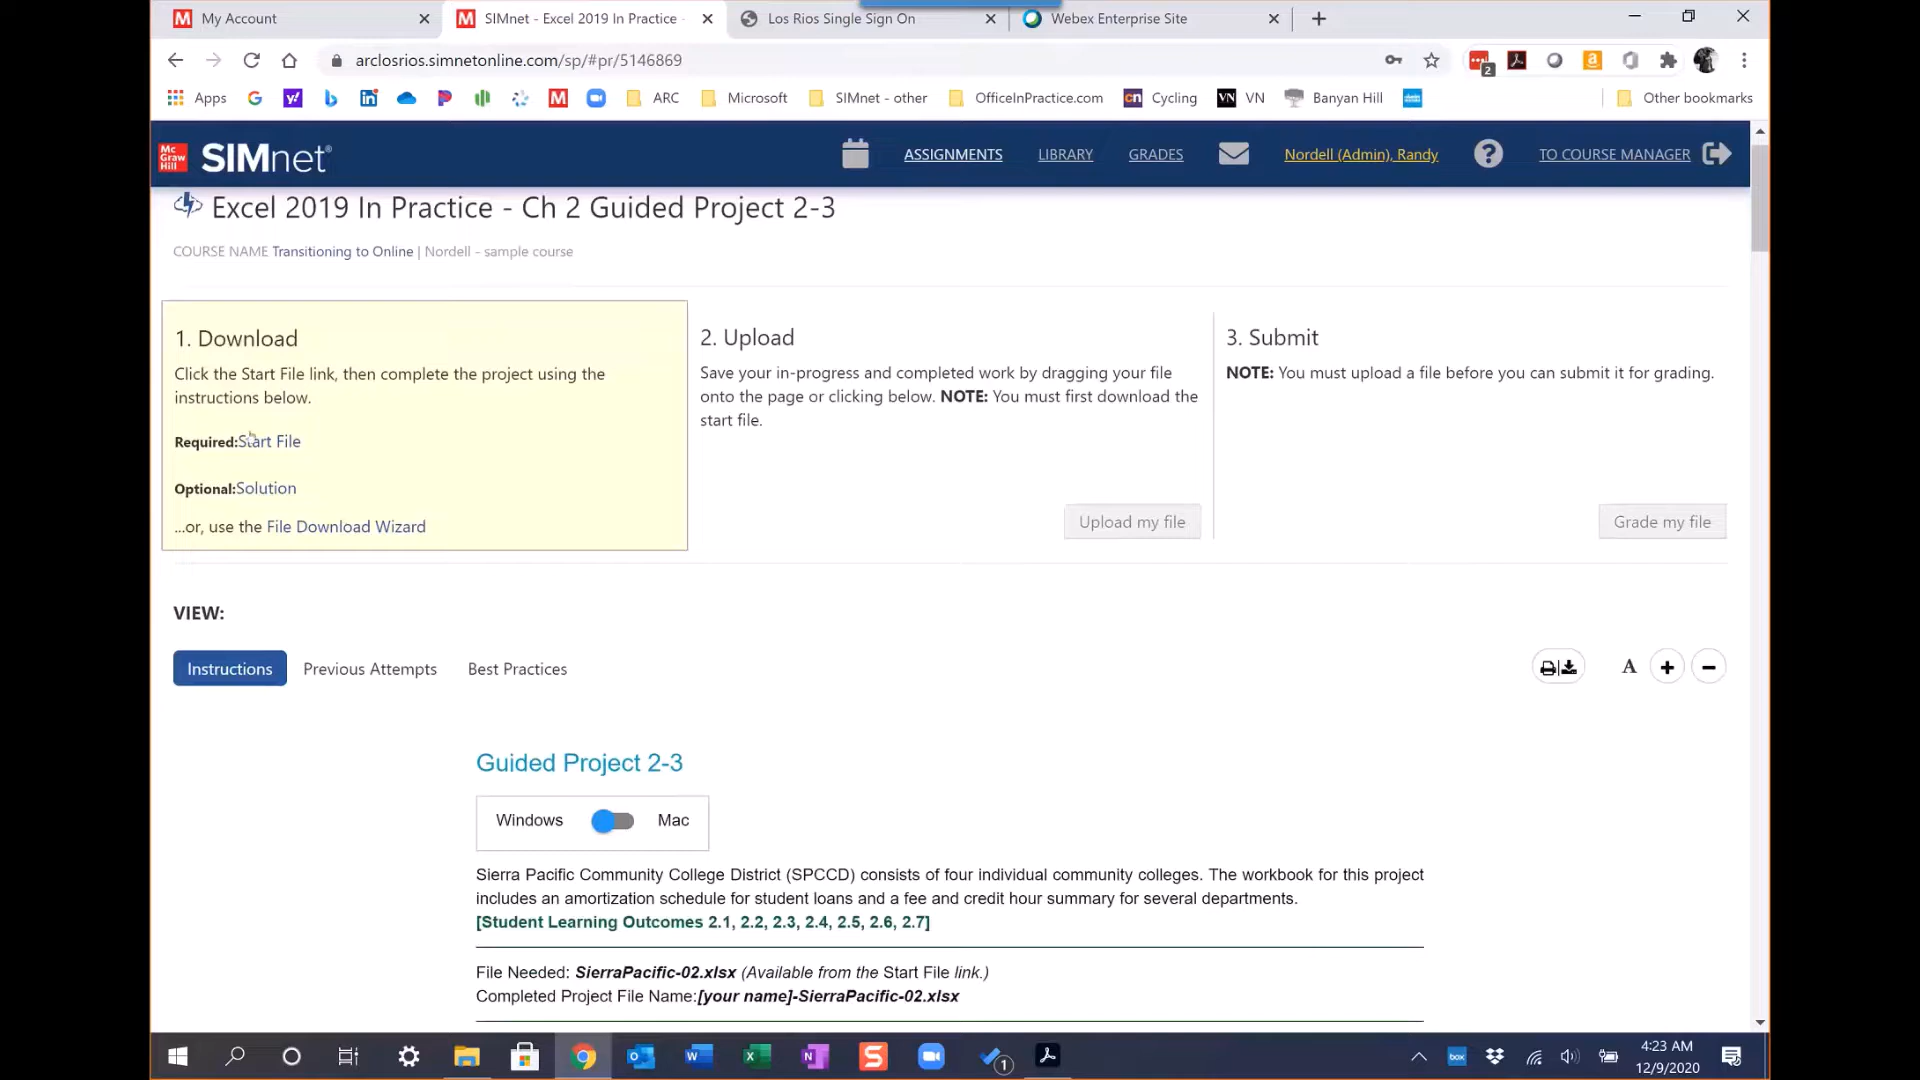 My Account
SIMnet - Excel 2019 In Practice -
Los Rios Single Sign On
Webex Enterprise Site
arclosrios.simnetonline.com/sp/#pr/5146869
2
Apps
ARC
Microsoft
SIMnet - other
OfficeInPractice.com
Cycling
VN VN
Banyan Hill
Other bookmarks
Mc Graw Hill
SIMnet®
ASSIGNMENTS
LIBRARY
GRADES
Nordell (Admin), Randy
TO COURSE MANAGER
Excel 2019 In Practice - Ch 2 Guided Project 2-3
COURSE NAME Transitioning to Online | Nordell - sample course
1. Download
Click the Start File link, then complete the project using the
instructions below.
Required:Start File
Optional:Solution
...or, use the File Download Wizard
2. Upload
Save your in-progress and completed work by dragging your file
onto the page or clicking below. NOTE: You must first download the
start file.
Upload my file
3. Submit
NOTE: You must upload a file before you can submit it for grading.
Grade my file
VIEW:
Instructions
Previous Attempts
Best Practices
A
Guided Project 2-3
Windows
Mac
Sierra Pacific Community College District (SPCCD) consists of four individual community colleges. The workbook for this project
includes an amortization schedule for student loans and a fee and credit hour summary for several departments.
[Student Learning Outcomes 2.1, 2.2, 2.3, 2.4, 2.5, 2.6, 2.7]
File Needed: SierraPacific-02.xlsx (Available from the Start File link.)
Completed Project File Name:[your name]-SierraPacific-02.xlsx
1
box
4:23 AM
12/9/2020